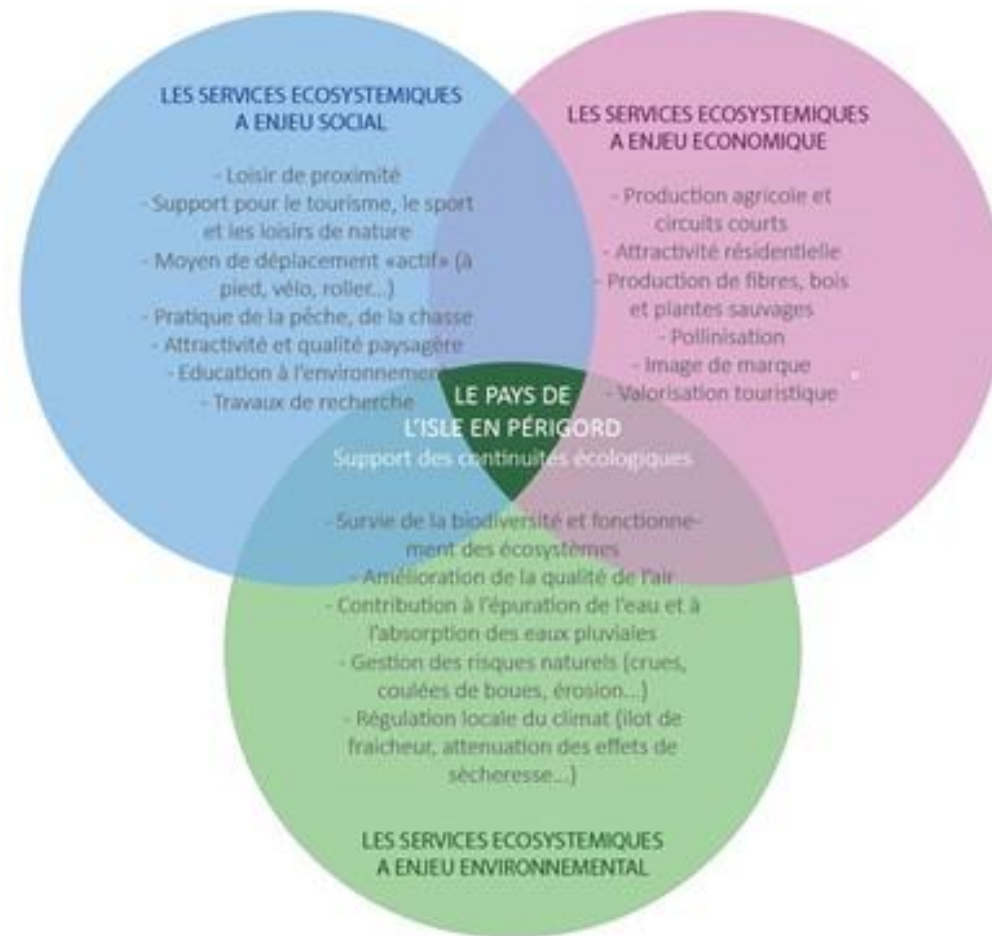 LES SERVICES ECOSYSTEMIQUES
A ENJEU SOCIAL
- Loisir de proximité
- Support pour le tourisme, le sport
et les loisirs de nature
- Moyen de déplacement «actif» (à
pied, vélo, roller...)
- Pratique de la pêche, de la chasse
- Attractivité et qualité paysagère
- Education à l'environnement
- Travaux de recherche
LES SERVICES ECOSYSTEMIQUES
A ENJEU ECONOMIQUE
- Production agricole et
circuits courts
- Attractivité résidentielle
- Production de fibres, bois
et plantes sauvages
- Pollinisation
- Image de marque
- Valorisation touristique
LE PAYS DE
L'ISLE EN PÉRIGORD
Support des continuités écologiques
- Survie de la biodiversité et fonctionne-
ment des écosystèmes
- Amélioration de la qualité de l'air
- Contribution à l'épuration de l'eau et à
l'absorption des eaux pluviales
- Gestion des risques naturels (crues,
coulées de boues, érosion...)
- Régulation locale du climat (ilot de
fraicheur, attenuation des effets de
sècheresse...)
LES SERVICES ECOSYSTEMIQUES
A ENJEU ENVIRONNEMENTAL